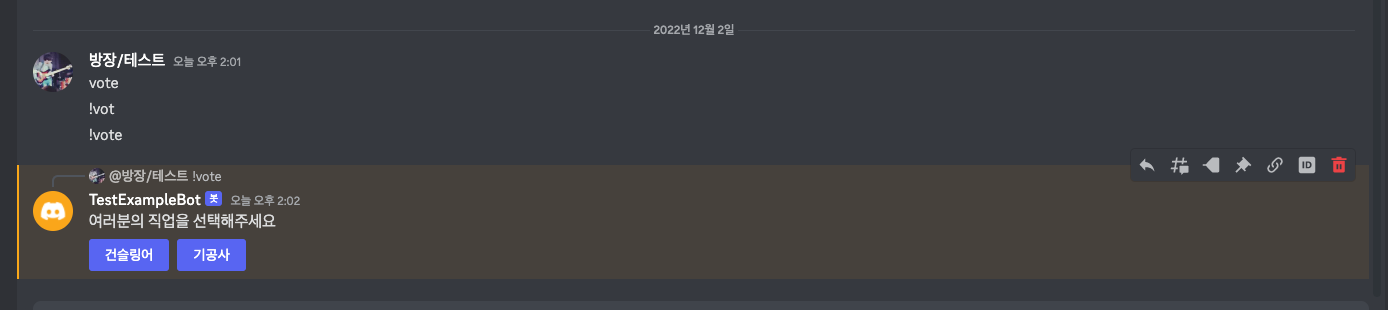 2022년 12월 2일
방장/테스트 오늘 오후 2:01
vote
!vot
!vote
@방장/테스트 !vote
ID
TestExampleBot 봇 오늘 오후 2:02
여러분의 직업을 선택해주세요
건슬링어 기공사